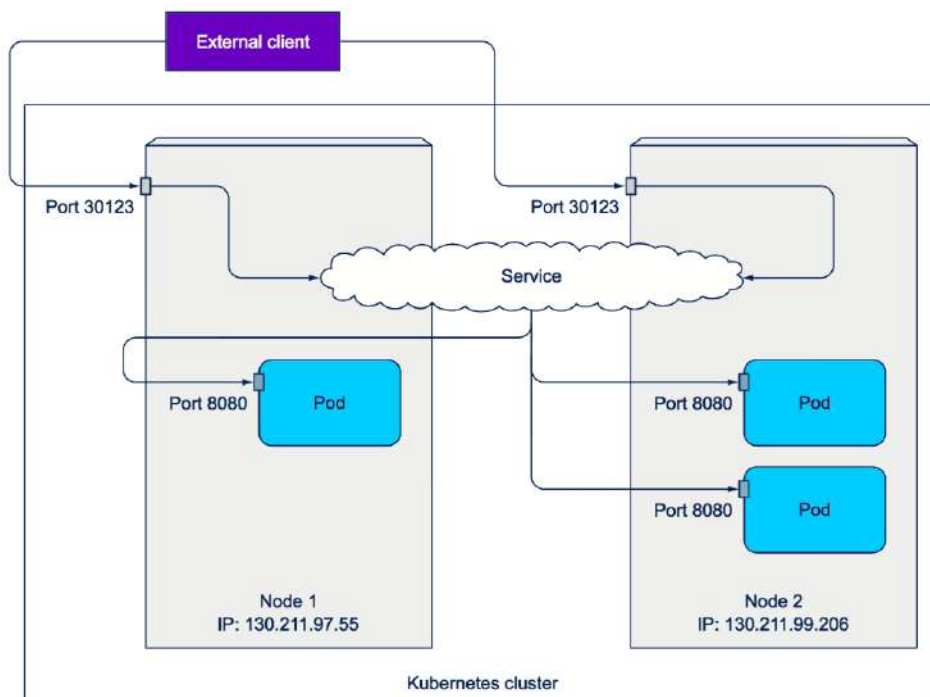 External client
Port 30123
Port 30123
Service
Port 8080
Pod
Port 8080
Pod
Port 8080
Pod
Node 1
IP: 130.211.97.55
Node 2
IP: 130.211.99.206
Kubernetes cluster